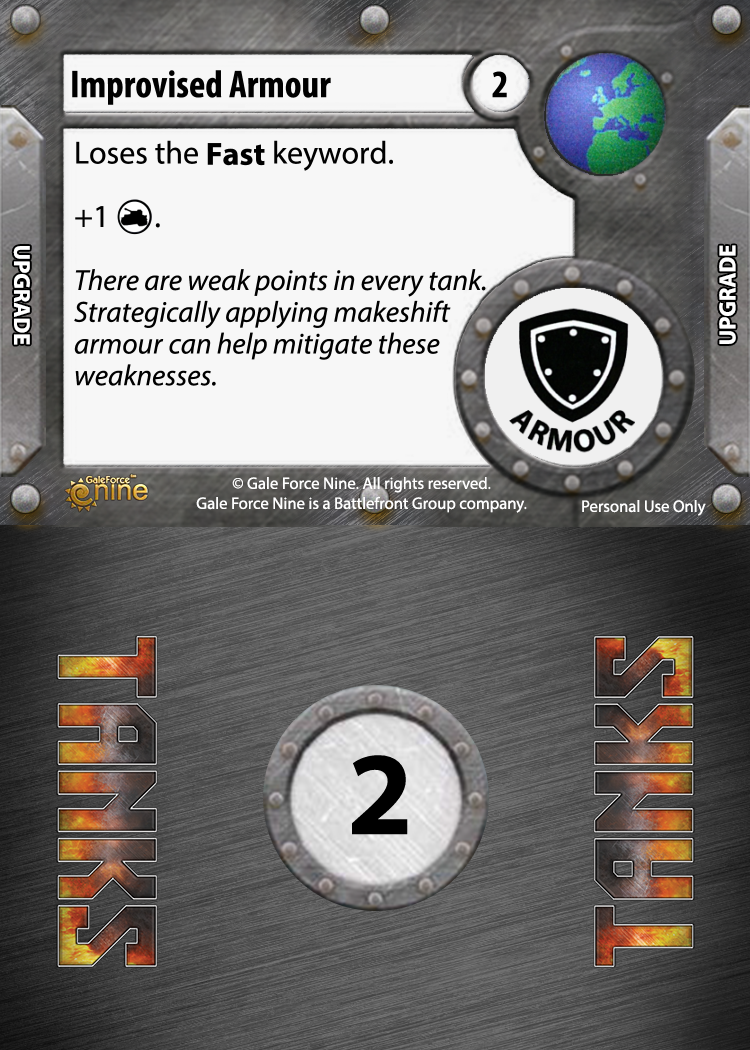 Improvised Armour
2
Loses the Fast keyword.
+1 .
There are weak points in every tank.
Strategically applying makeshift
armour can help mitigate these
weaknesses.
UPGRADE
UPGRADE
ARMOUR
GaleForce™
nine
© Gale Force Nine. All rights reserved.
Gale Force Nine is a Battlefront Group company.
Personal Use Only
TANKS
2
TANKS